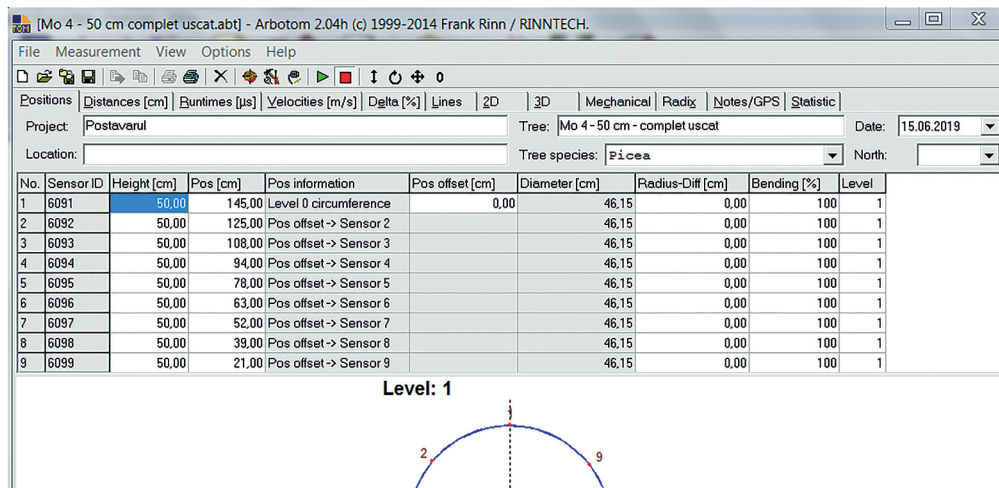 [Mo 4 - 50 cm complet uscat.abt] - Arbotom 2.04h (c) 1999-2014 Frank Rinn / RINNTECH.
File Measurement View Options Help
Positions Distances [cm] Runtimes [µs] Velocities [m/s] Delta [%] Lines 2D 3D Mechanical Radix Notes/GPS Statistic
Project: Postavarul Tree: Mo 4 - 50 cm - complet uscat Date: 15.06.2019
Location: Tree species: Picea North:
No. Sensor ID Height [cm] Pos [cm] Pos information Pos offset [cm] Diameter [cm] Radius-Diff [cm] Bending [%] Level
1 6091 50,00 145,00 Level 0 circumference 0,00 46,15 0,00 100 1
2 6092 50,00 125,00 Pos offset -> Sensor 2 46,15 0,00 100 1
3 6093 50,00 108,00 Pos offset -> Sensor 3 46,15 0,00 100 1
4 6094 50,00 94,00 Pos offset -> Sensor 4 46,15 0,00 100 1
5 6095 50,00 78,00 Pos offset -> Sensor 5 46,15 0,00 100 1
6 6096 50,00 63,00 Pos offset -> Sensor 6 46,15 0,00 100 1
7 6097 50,00 52,00 Pos offset -> Sensor 7 46,15 0,00 100 1
8 6098 50,00 39,00 Pos offset -> Sensor 8 46,15 0,00 100 1
9 6099 50,00 21,00 Pos offset -> Sensor 9 46,15 0,00 100 1
Level: 1
1
2 9